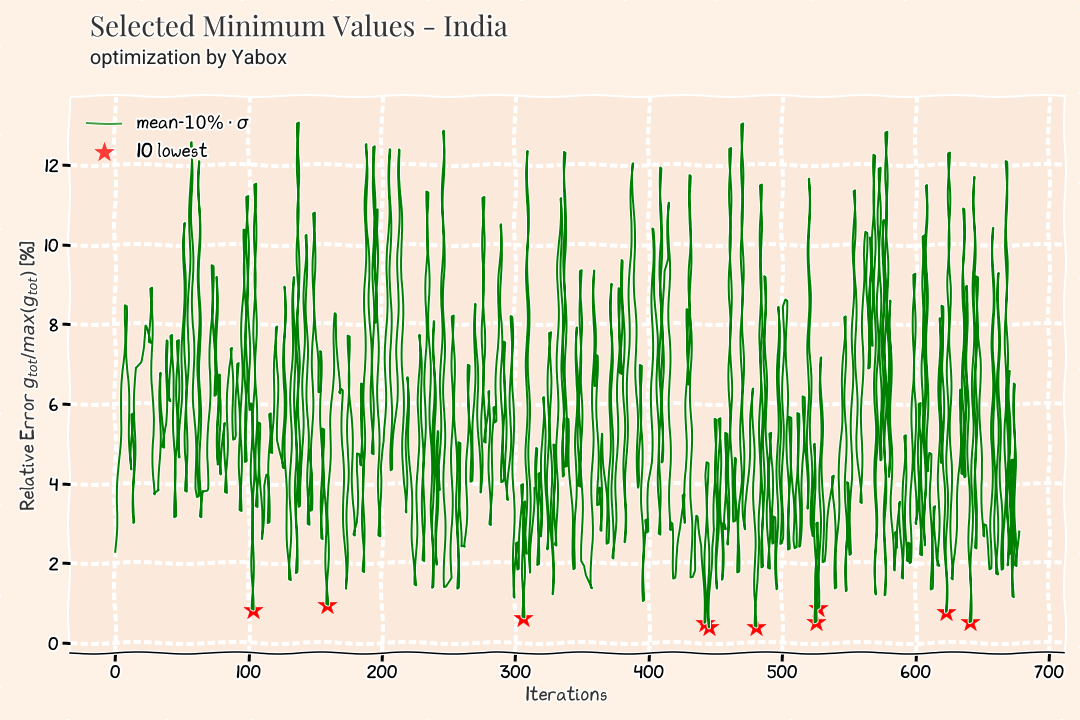 Selected Minimum Values - India
optimization by Yabox
mean-10% · σ
10 lowest
Relative Error g_tot/max(g_tot) [%]
12
10
8
6
4
2
0
0 100 200 300 400 500 600 700
Iterations